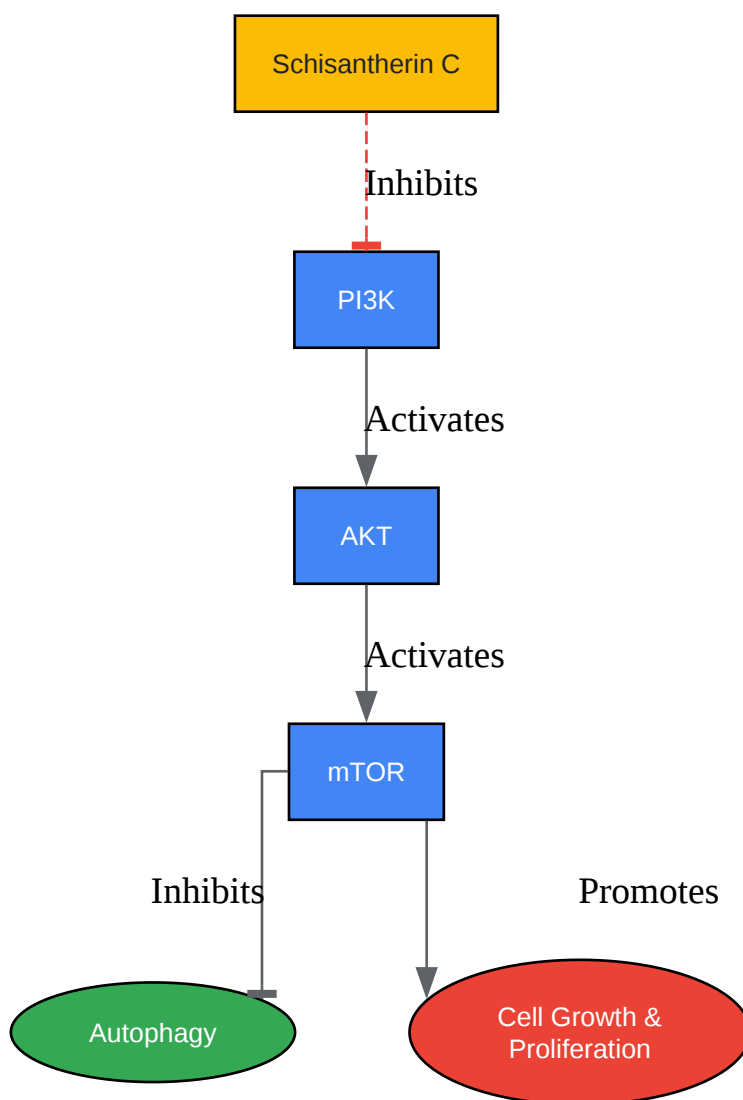 Schisantherin C
Inhibits
PI3K
Activates
AKT
Activates
mTOR
Inhibits
Promotes
Autophagy
Cell Growth &
Proliferation